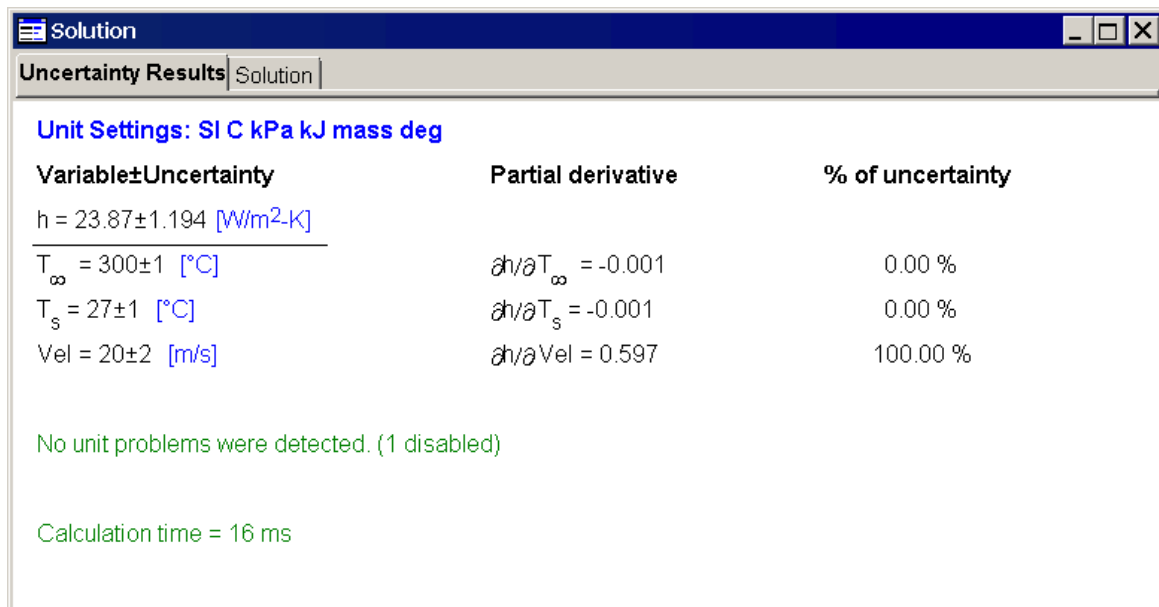 Solution
Uncertainty Results Solution
Unit Settings: SI C kPa kJ mass deg
Variable±Uncertainty Partial derivative % of uncertainty
h = 23.87±1.194 [W/m2-K]
T∞ = 300±1 [°C] ∂h/∂T∞ = -0.001 0.00 %
Ts = 27±1 [°C] ∂h/∂Ts = -0.001 0.00 %
Vel = 20±2 [m/s] ∂h/∂Vel = 0.597 100.00 %
No unit problems were detected. (1 disabled)
Calculation time = 16 ms